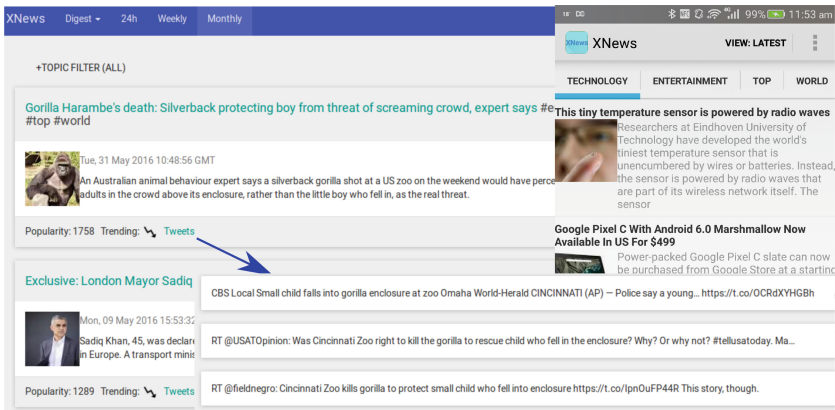 XNews Digest 24h Weekly Monthly
+TOPIC FILTER (ALL)
Gorilla Harambe's death: Silverback protecting boy from threat of screaming crowd, expert says #e
#top #world
Tue, 31 May 2016 10:48:56 GMT
An Australian animal behaviour expert says a silverback gorilla shot at a US zoo on the weekend would have perce
adults in the crowd above its enclosure, rather than the little boy who fell in, as the real threat.
Popularity: 1758 Trending: Tweets
Exclusive: London Mayor Sadiq
Mon, 09 May 2016 15:53:32
Sadiq Khan, 45, was declare
in Europe. A transport minis
Popularity: 1289 Trending: Tweets
CBS Local Small child falls into gorilla enclosure at zoo Omaha World-Herald CINCINNATI (AP) — Police say a young... https://t.co/OCRdXYHGBh
RT @USATOpinion: Was Cincinnati Zoo right to kill the gorilla to rescue child who fell in the enclosure? Why? Or why not? #tellusatoday. Ma...
RT @fieldnegro: Cincinnati Zoo kills gorilla to protect small child who fell into enclosure https://t.co/IpnOuFP44R This story, though.
99% 11:53 am
XNews XNews VIEW: LATEST
TECHNOLOGY ENTERTAINMENT TOP WORLD
This tiny temperature sensor is powered by radio waves
Researchers at Eindhoven University of
Technology have developed the world's
tiniest temperature sensor that is
unencumbered by wires or batteries. Instead,
the sensor is powered by radio waves that
are part of its wireless network itself. The
sensor
Google Pixel C With Android 6.0 Marshmallow Now
Available In US For $499
Power-packed Google Pixel C slate can now
be purchased from Google Store at a starting